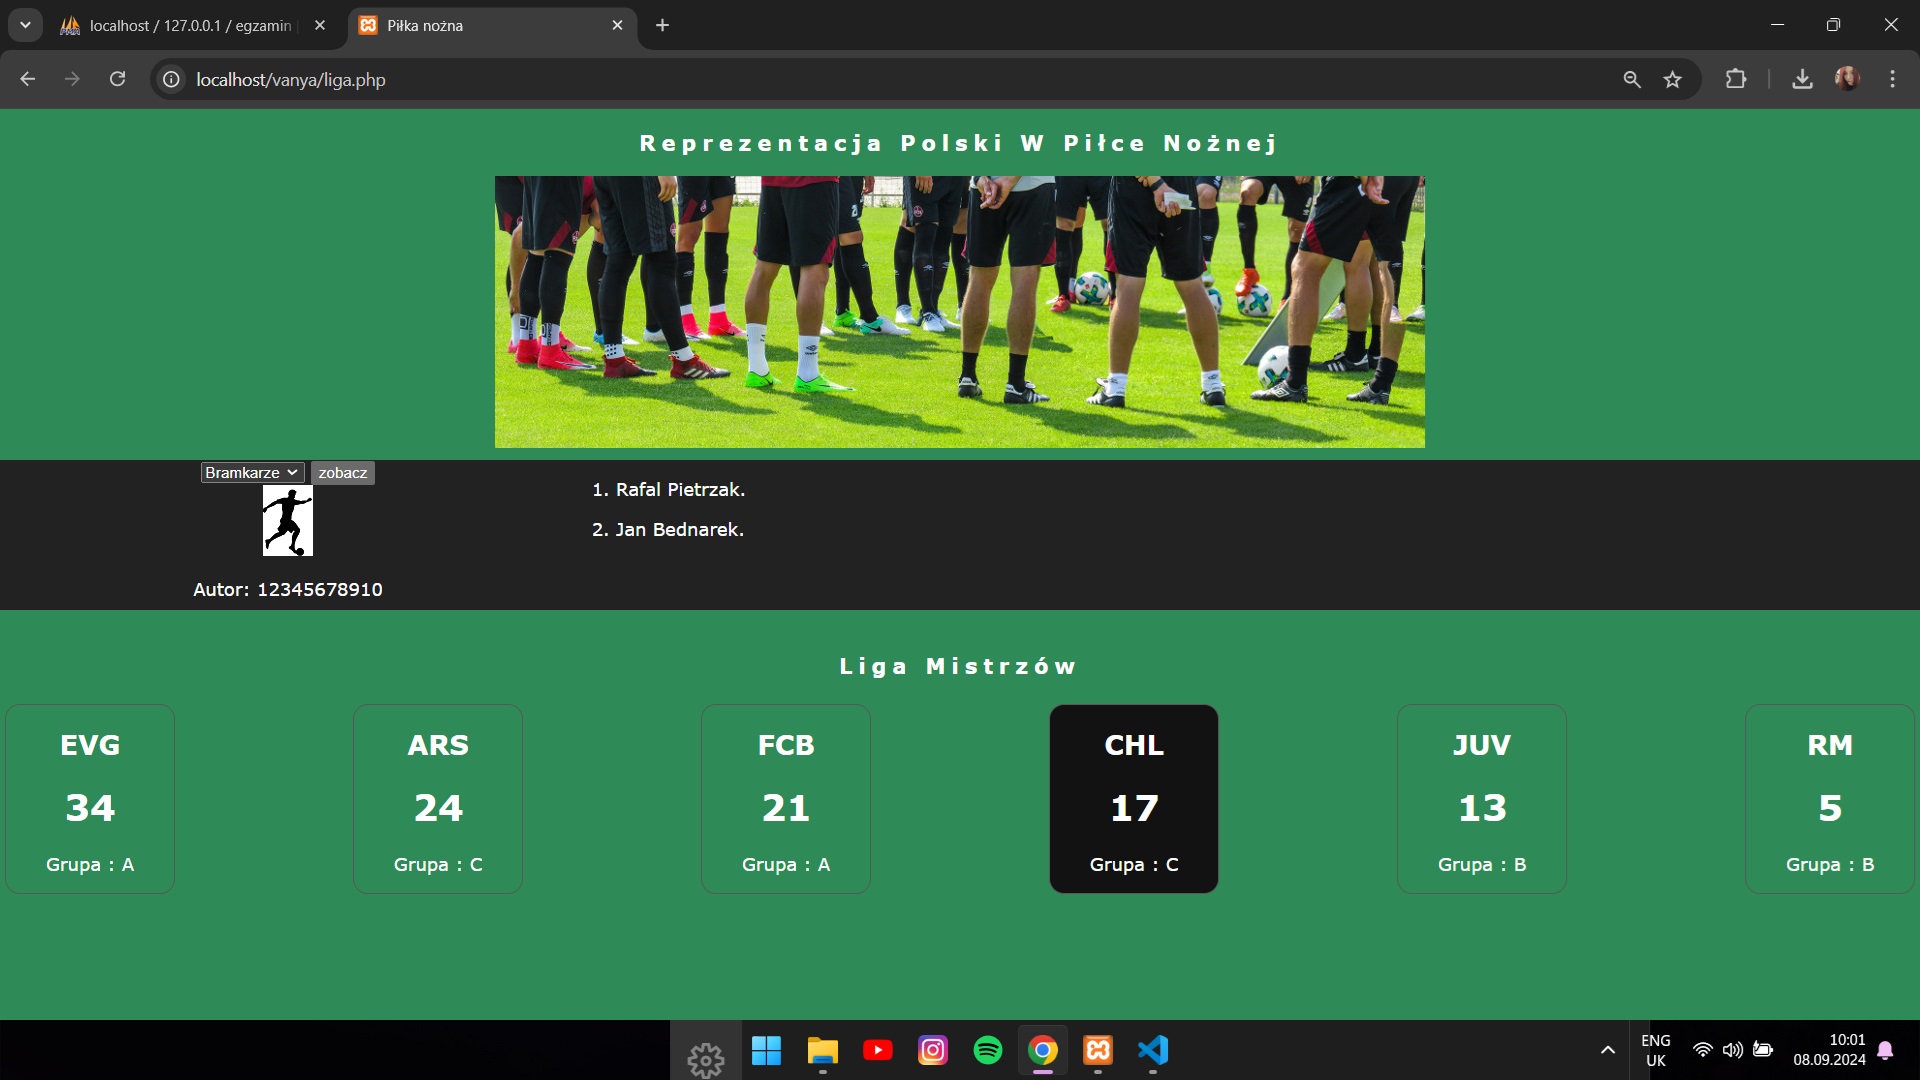 localhost / 127.0.0.1 / egzamin
Piłka nożna
localhost/vanya/liga.php
Reprezentacja Polski W Piłce Nożnej
Bramkarze zobacz
Autor: 12345678910
1. Rafal Pietrzak.
2. Jan Bednarek.
Liga Mistrzów
EVG
34
Grupa : A
ARS
24
Grupa : C
FCB
21
Grupa : A
CHL
17
Grupa : C
JUV
13
Grupa : B
RM
5
Grupa : B
ENG
UK
10:01
08.09.2024